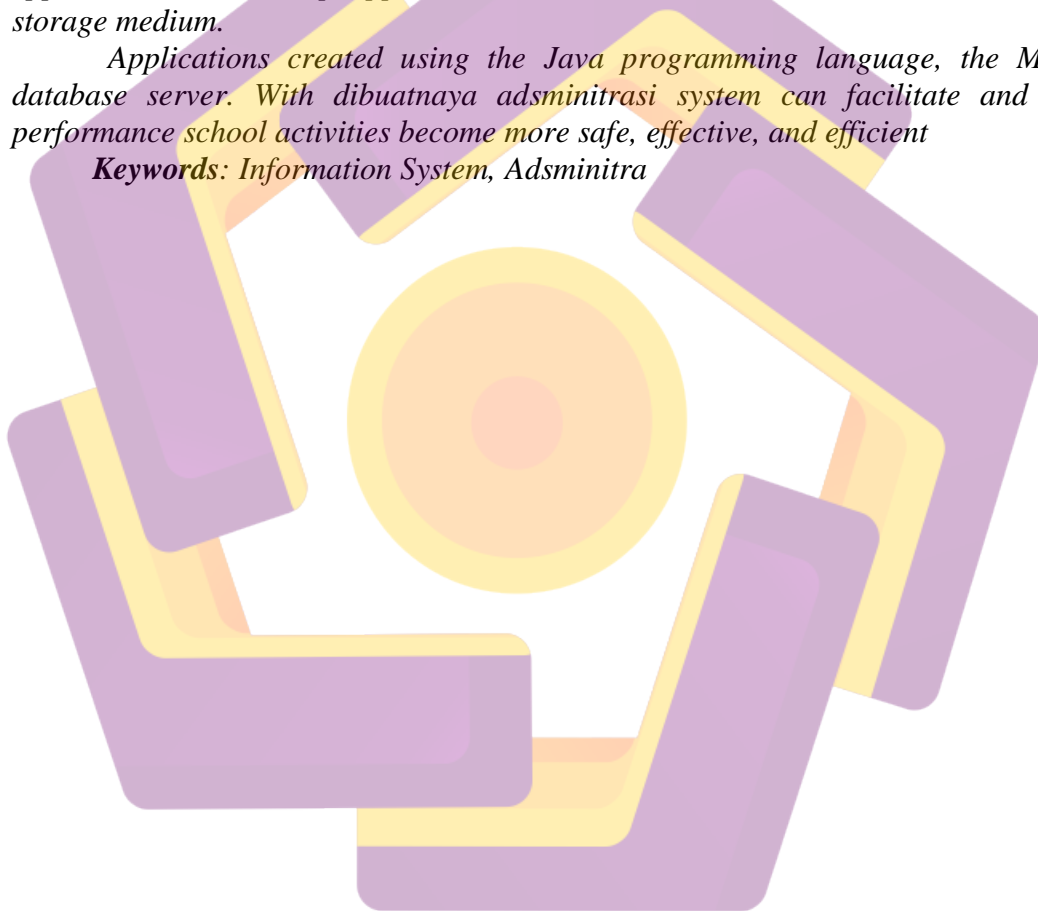 storage medium.
Applications created using the Java programming language, the M
database server. With dibuatnaya adsminitrasi system can facilitate and
performance school activities become more safe, effective, and efficient
Keywords: Information System, Adsminitra